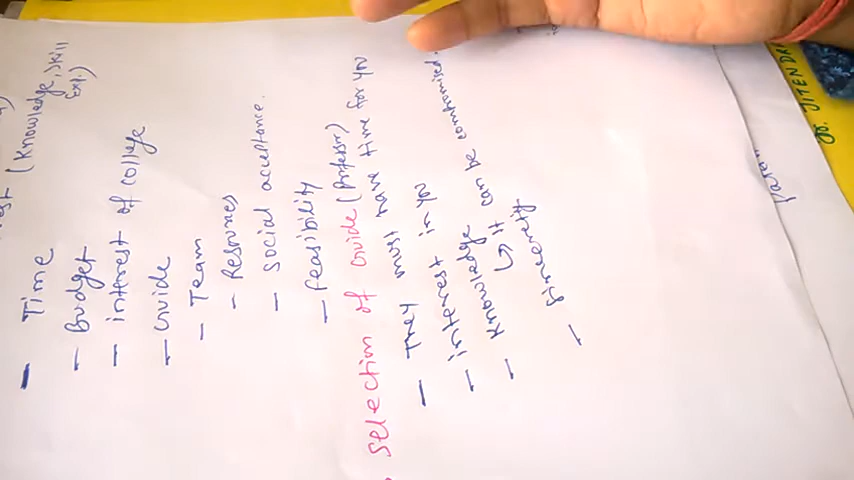 (Knowledge, skill
Exp.)
- Time
- Budget
- interest of college
- Guide
- Team
- Resources
- Social acceptance.
- feasibility
Selection of Guide (Professor)
- They must have time for you
- interest in you
- Knowledge
↳ it can be compromised.
- Sincerity